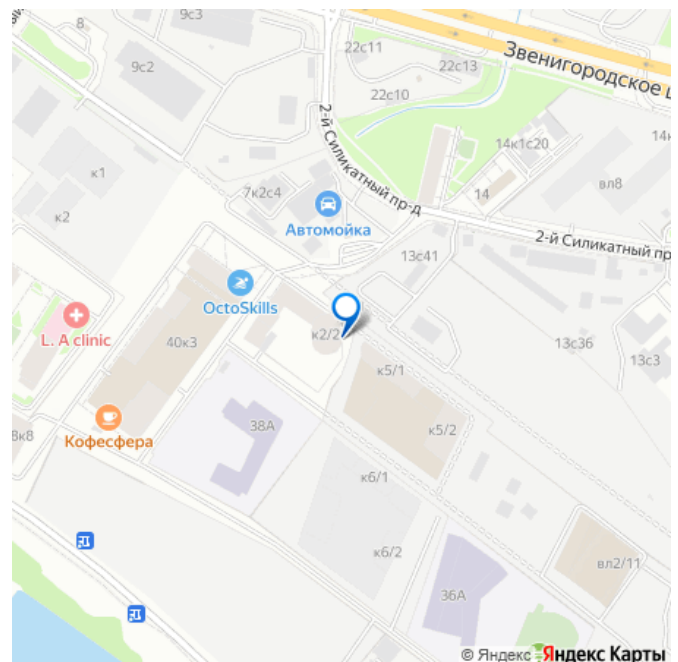 9с3
8
9с2
22с11
22с13
22с10
Звенигородское
2-й Силикатный пр-д
14к1с20
14
вл8
к1
к2
7к2с4
Автомойка
2-й Силикатный пр
13с41
OctoSkills
L. A clinic
40к3
к2/2
к5/1
13с36
13с3
Кофесфера
38А
к5/2
к6/1
к6/2
вл2/11
36А
© Яндекс Яндекс Карты